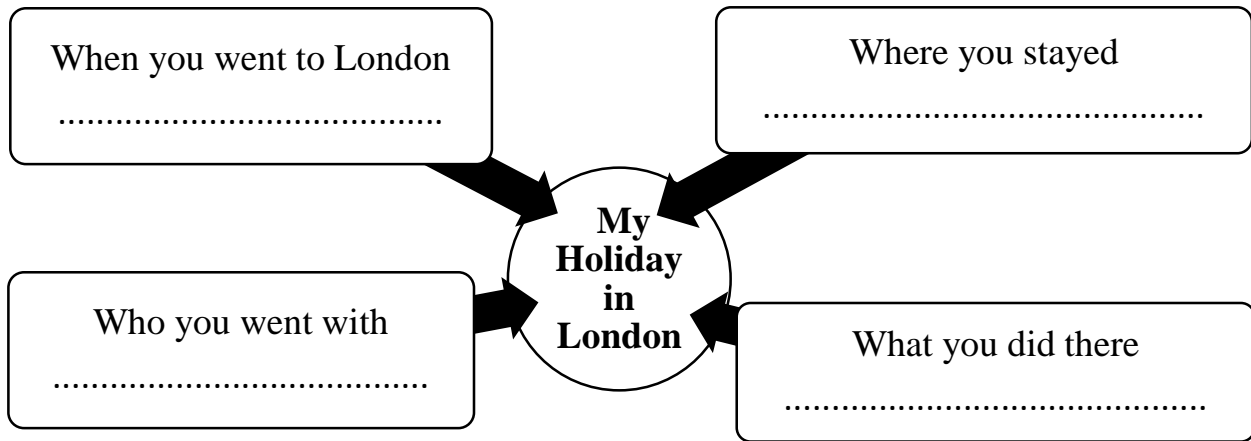 When you went to London
........................................
Where you stayed
..............................................
My
Holiday
in
London
Who you went with
.......................................
What you did there
............................................